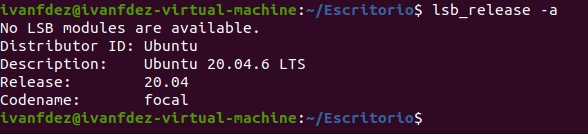 ivanfdez@ivanfdez-virtual-machine:~/Escritorio$ lsb_release -a
No LSB modules are available.
Distributor ID: Ubuntu
Description:    Ubuntu 20.04.6 LTS
Release:        20.04
Codename:       focal
ivanfdez@ivanfdez-virtual-machine:~/Escritorio$